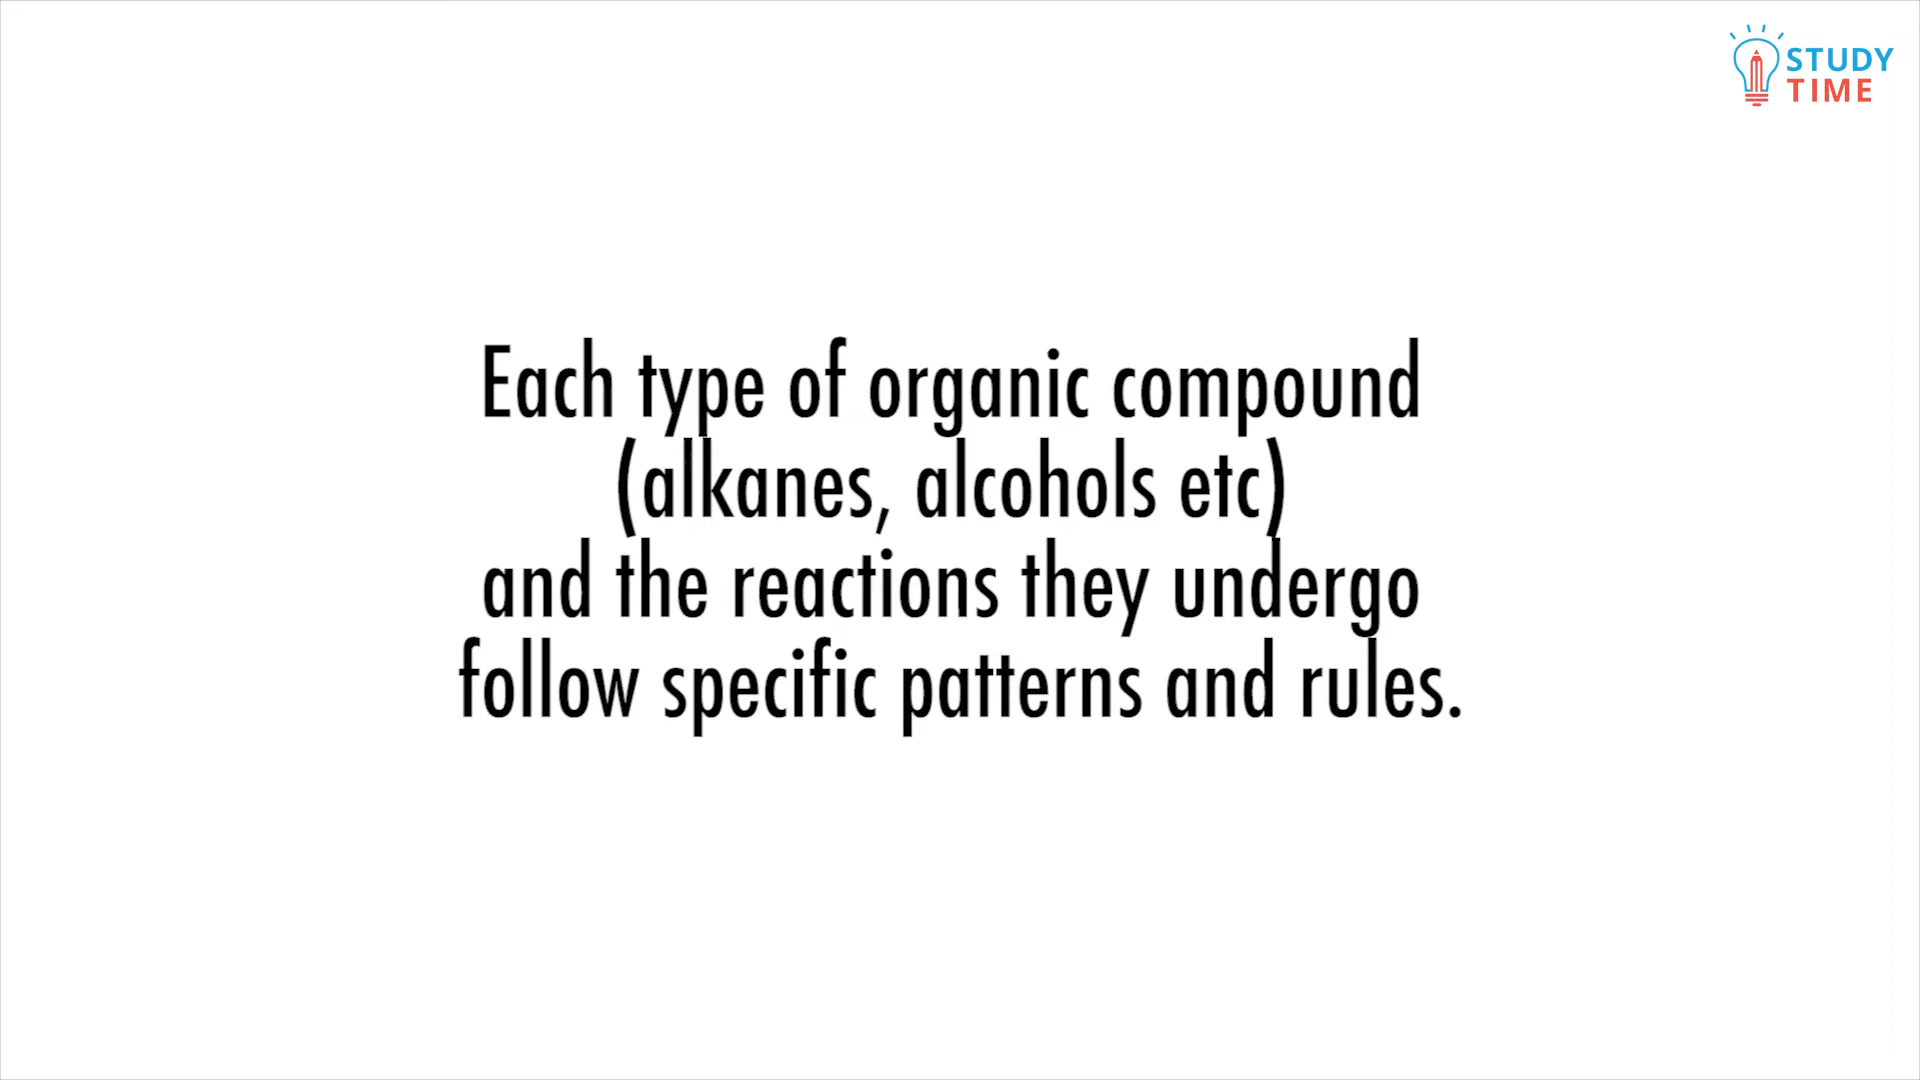 STUDY
TIME
Each type of organic compound
(alkanes, alcohols etc)
and the reactions they undergo
follow specific patterns and rules.